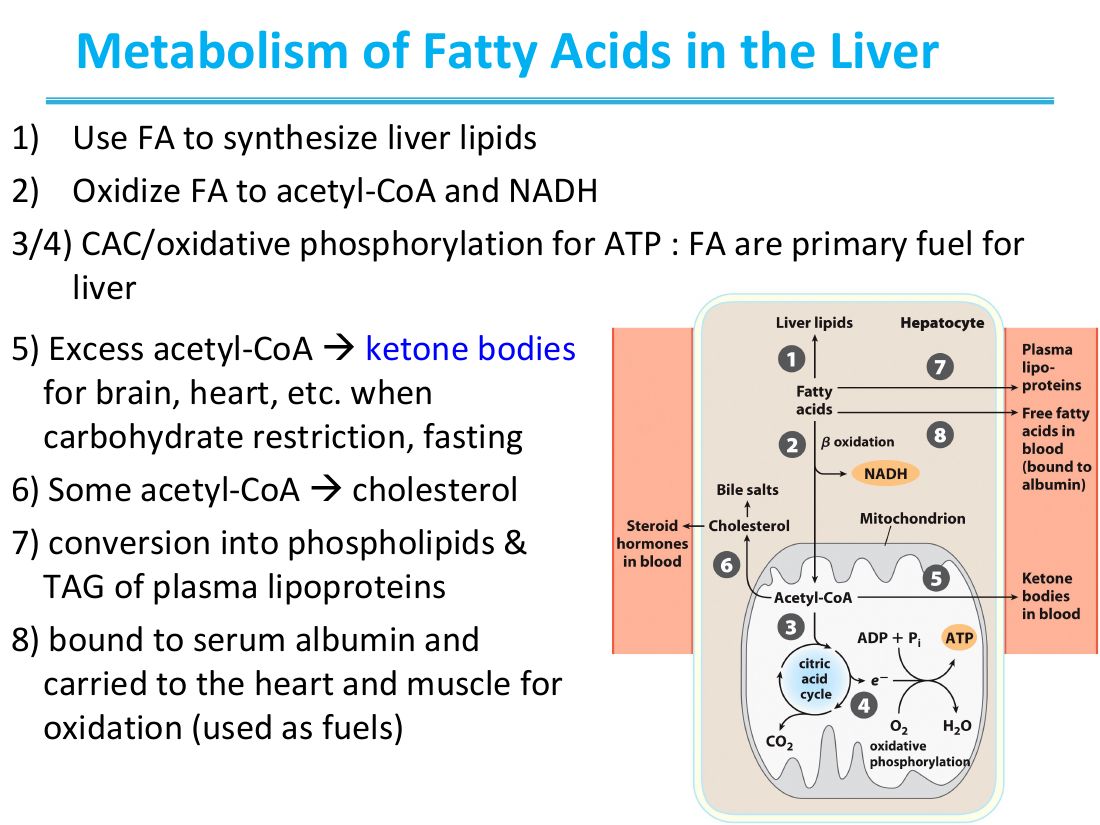 Metabolism of Fatty Acids in the Liver
1) Use FA to synthesize liver lipids
2) Oxidize FA to acetyl-CoA and NADH
3/4) CAC/oxidative phosphorylation for ATP : FA are primary fuel for
liver
5) Excess acetyl-CoA → ketone bodies
for brain, heart, etc. when
carbohydrate restriction, fasting
6) Some acetyl-CoA → cholesterol
7) conversion into phospholipids &
TAG of plasma lipoproteins
8) bound to serum albumin and
carried to the heart and muscle for
oxidation (used as fuels)
Liver lipids
Hepatocyte
1
7
Plasma
lipo-
proteins
Fatty
acids
Free fatty
acids in
blood
(bound to
albumin)
2
β oxidation
8
NADH
Bile salts
Steroid
hormones
in blood
Cholesterol
Mitochondrion
6
5
Acetyl-CoA
Ketone
bodies
in blood
3
ADP + Pi
ATP
citric
acid
cycle
e−
4
CO2
O2
H2O
oxidative
phosphorylation